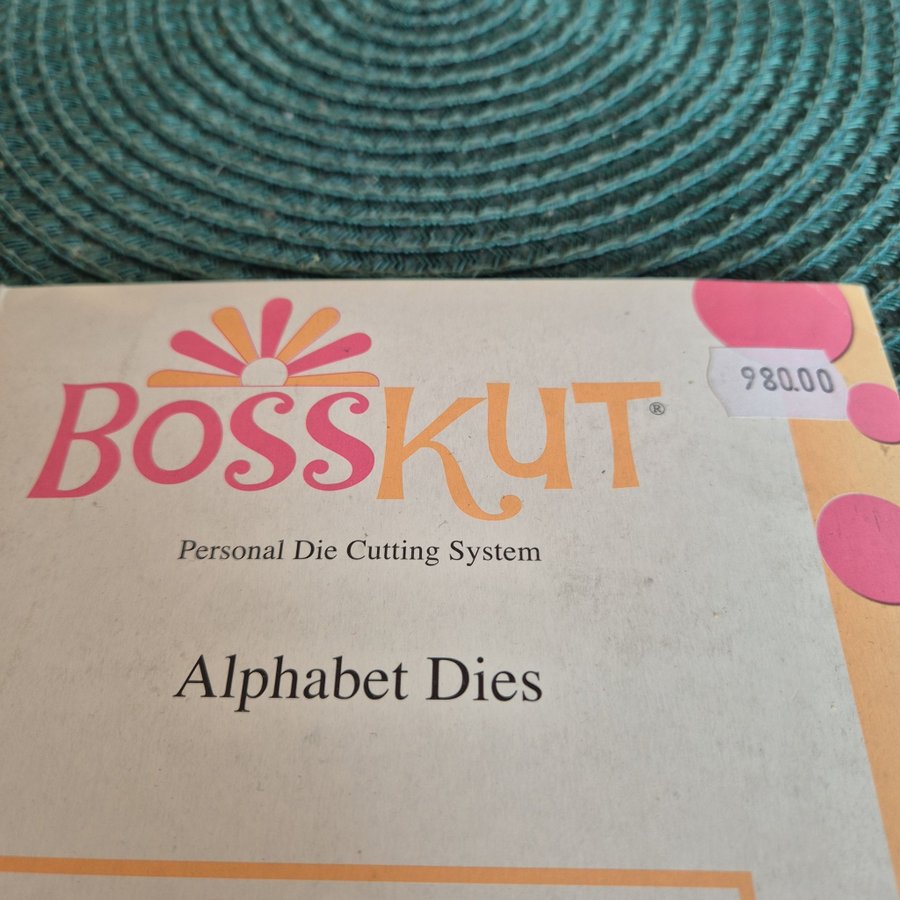 980.00
BOSSKUT®
Personal Die Cutting System
Alphabet Dies